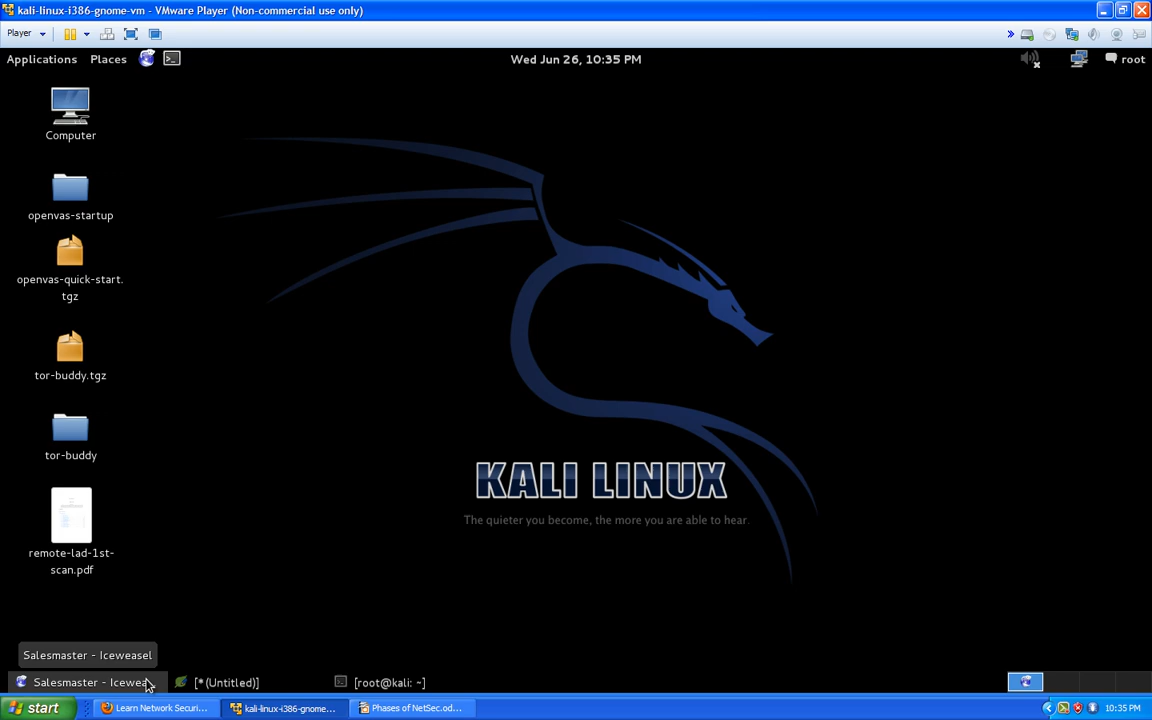 kali-linux-i386-gnome-vm - VMware Player (Non-commercial use only)
Player
Applications Places Wed Jun 26, 10:35 PM root
Computer
openvas-startup
openvas-quick-start.
tgz
tor-buddy.tgz
tor-buddy
remote-lad-1st-
scan.pdf
KALI LINUX
The quieter you become, the more you are able to hear.
Salesmaster - Iceweasel
Salesmaster - Icewea... [*(Untitled)] [root@kali: ~]
start Learn Network Securi... kali-linux-i386-gnome... Phases of NetSec.od... 10:35 PM